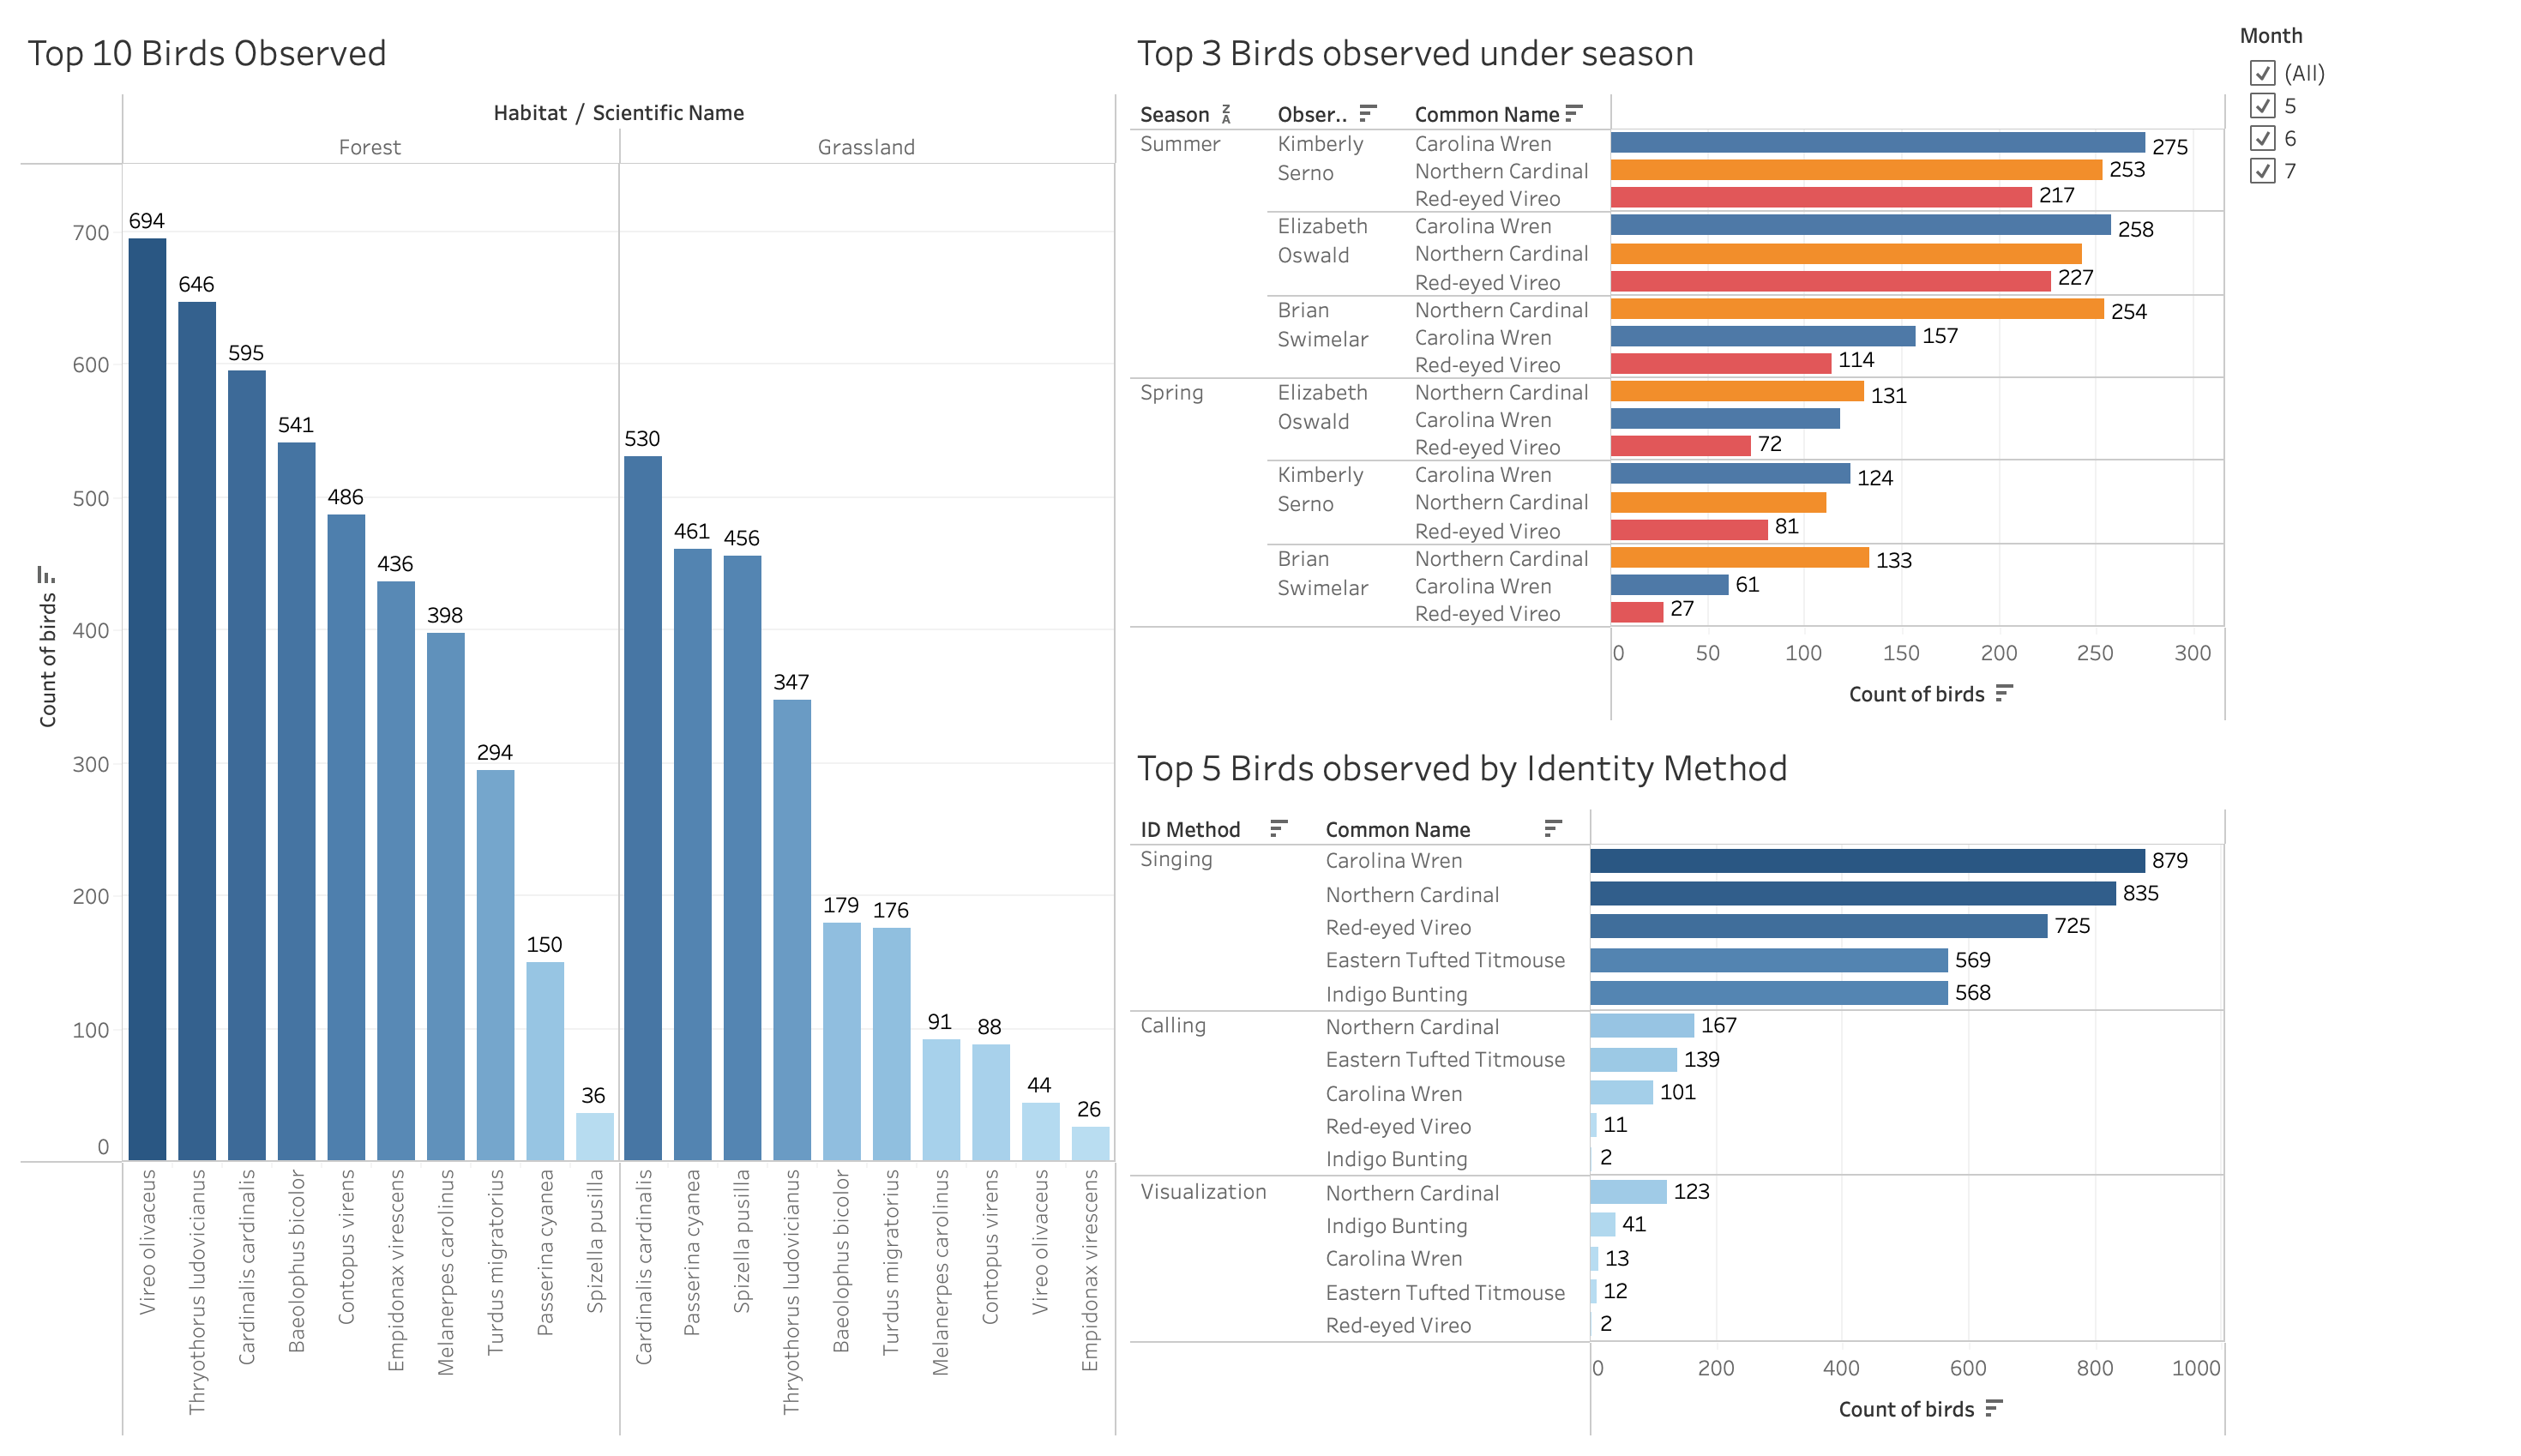 Top 10 Birds Observed
Habitat / Scientific Name
Forest
Grassland
Count of birds
700
600
500
400
300
200
100
0
694
646
595
541
486
436
398
294
150
36
530
461
456
347
179
176
91
88
44
26
Vireo olivaceus
Thryothorus ludovicianus
Cardinalis cardinalis
Baeolophus bicolor
Contopus virens
Empidonax virescens
Melanerpes carolinus
Turdus migratorius
Passerina cyanea
Spizella pusilla
Cardinalis cardinalis
Passerina cyanea
Spizella pusilla
Thryothorus ludovicianus
Baeolophus bicolor
Turdus migratorius
Melanerpes carolinus
Contopus virens
Vireo olivaceus
Empidonax virescens
Top 3 Birds observed under season
Season Obser.. Common Name
Summer Kimberly Carolina Wren 275
Serno Northern Cardinal 253
Red-eyed Vireo 217
Elizabeth Carolina Wren 258
Oswald Northern Cardinal
Red-eyed Vireo 227
Brian Northern Cardinal 254
Swimelar Carolina Wren 157
Red-eyed Vireo 114
Spring Elizabeth Northern Cardinal 131
Oswald Carolina Wren
Red-eyed Vireo 72
Kimberly Carolina Wren 124
Serno Northern Cardinal
Red-eyed Vireo 81
Brian Northern Cardinal 133
Swimelar Carolina Wren 61
Red-eyed Vireo 27
0 50 100 150 200 250 300
Count of birds
Top 5 Birds observed by Identity Method
ID Method Common Name
Singing Carolina Wren 879
Northern Cardinal 835
Red-eyed Vireo 725
Eastern Tufted Titmouse 569
Indigo Bunting 568
Calling Northern Cardinal 167
Eastern Tufted Titmouse 139
Carolina Wren 101
Red-eyed Vireo 11
Indigo Bunting 2
Visualization Northern Cardinal 123
Indigo Bunting 41
Carolina Wren 13
Eastern Tufted Titmouse 12
Red-eyed Vireo 2
0 200 400 600 800 1000
Count of birds
Month
(All)
5
6
7